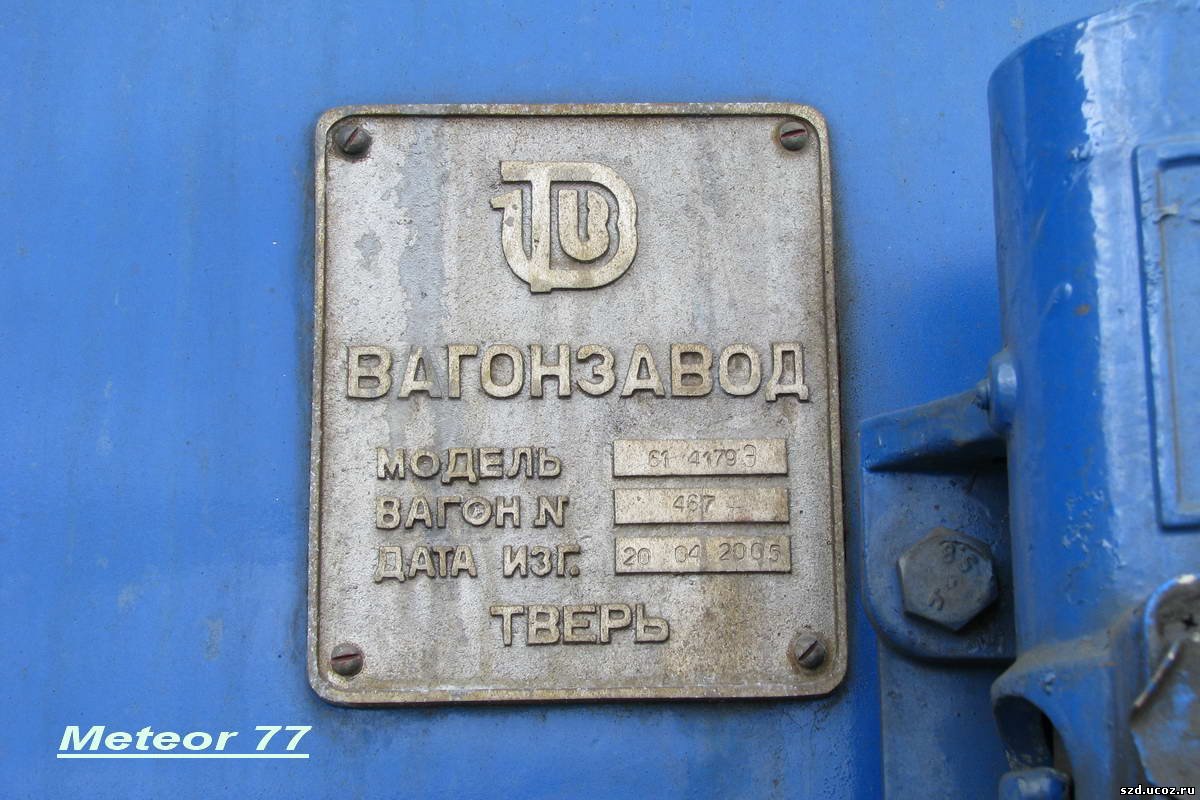 ВАГОНЗАВОД
МОДЕЛЬ 61 4179Э
ВАГОН N 467
ДАТА ИЗГ. 20 04 2005
ТВЕРЬ
Meteor 77
szd.ucoz.ru